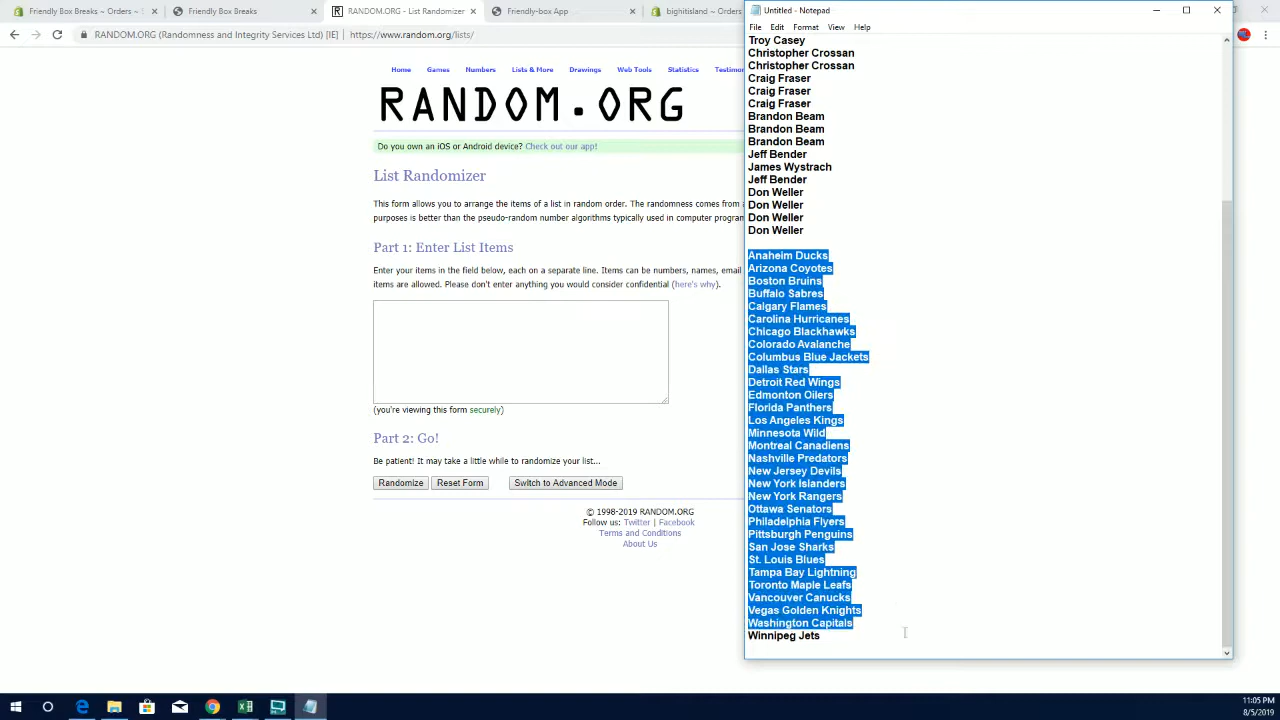 Friendly Box Breaks ~ Orders ~ S
Friendly Box Breaks
RANDOM.ORG - List Randomizer
Friendly-box App
bightiisland ~ Orders
RANDOM.ORG - Randomness and Integrity Services Ltd [IE] | https://www.random.org/lists/
Home Games Numbers Lists & More Drawings Web Tools Statistics Testimon
RANDOM.ORG
Do you own an iOS or Android device? Check out our app!
List Randomizer
This form allows you to arrange the items of a list in random order. The randomness comes from a
purposes is better than the pseudo-random number algorithms typically used in computer program
Part 1: Enter List Items
Enter your items in the field below, each on a separate line. Items can be numbers, names, email
items are allowed. Please don't enter anything you would consider confidential (here's why).
(you're viewing this form securely)
Part 2: Go!
Be patient! It may take a little while to randomize your list...
Randomize Reset Form Switch to Advanced Mode
© 1998-2019 RANDOM.ORG
Follow us: Twitter | Facebook
Terms and Conditions
About Us
Untitled - Notepad
File Edit Format View Help
Troy Casey
Christopher Crossan
Christopher Crossan
Craig Fraser
Craig Fraser
Craig Fraser
Brandon Beam
Brandon Beam
Brandon Beam
Jeff Bender
James Wystrach
Jeff Bender
Don Weller
Don Weller
Don Weller
Don Weller
Anaheim Ducks
Arizona Coyotes
Boston Bruins
Buffalo Sabres
Calgary Flames
Carolina Hurricanes
Chicago Blackhawks
Colorado Avalanche
Columbus Blue Jackets
Dallas Stars
Detroit Red Wings
Edmonton Oilers
Florida Panthers
Los Angeles Kings
Minnesota Wild
Montreal Canadiens
Nashville Predators
New Jersey Devils
New York Islanders
New York Rangers
Ottawa Senators
Philadelphia Flyers
Pittsburgh Penguins
San Jose Sharks
St. Louis Blues
Tampa Bay Lightning
Toronto Maple Leafs
Vancouver Canucks
Vegas Golden Knights
Washington Capitals
Winnipeg Jets
11:05 PM
8/5/2019